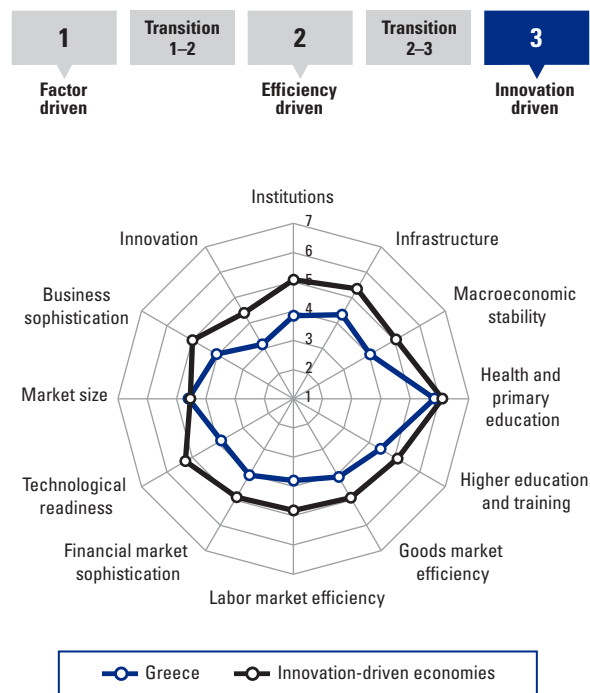 1
Transition
1–2
2
Transition
2–3
3
Factor
driven
Efficiency
driven
Innovation
driven
Institutions
7
6
5
4
3
2
1
Infrastructure
Macroeconomic
stability
Health and
primary
education
Higher education
and training
Goods market
efficiency
Labor market efficiency
Financial market
sophistication
Technological
readiness
Market size
Business
sophistication
Innovation
Greece
Innovation-driven economies